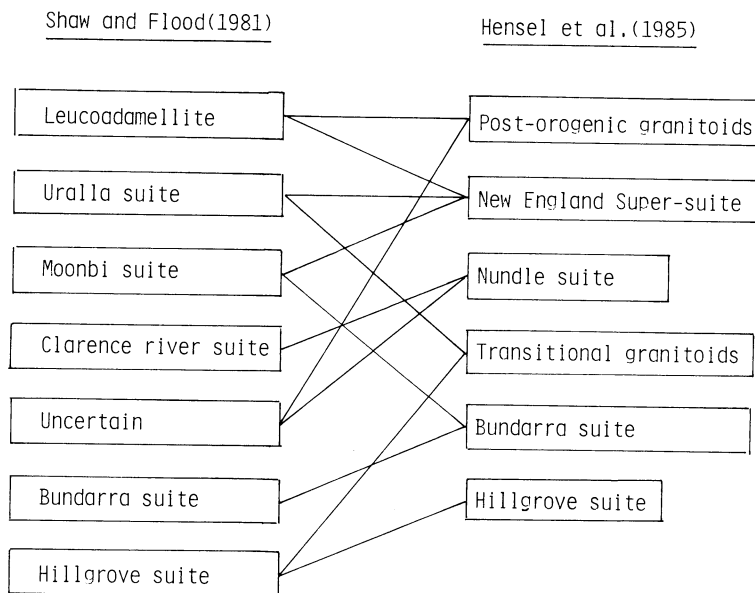 Shaw and Flood(1981)
Leucoadamellite
Uralla suite
Moonbi suite
Clarence river suite
Uncertain
Bundarra suite
Hillgrove suite
Hensel et al.(1985)
Post-orogenic granitoids
New England Super-suite
Nundle suite
Transitional granitoids
Bundarra suite
Hillgrove suite